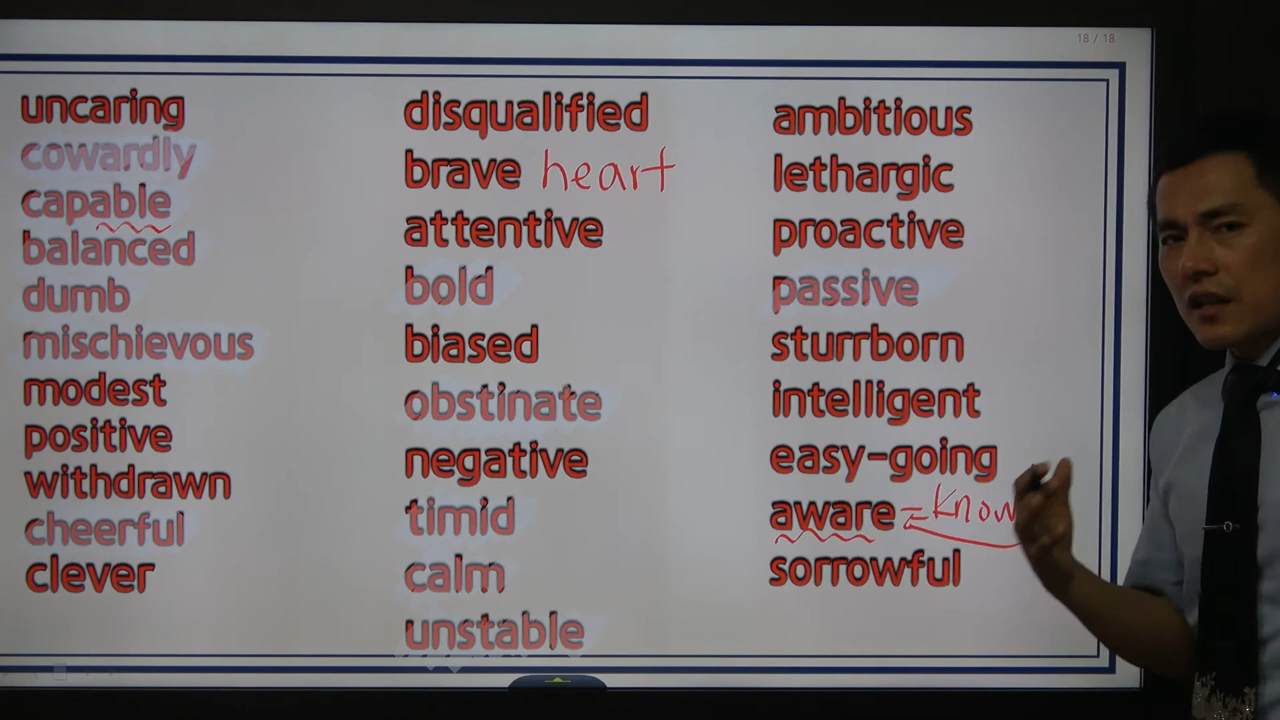 18 / 18
uncaring
cowardly
capable
balanced
dumb
mischievous
modest
positive
withdrawn
cheerful
clever
disqualified
brave heart
attentive
bold
biased
obstinate
negative
timid
calm
unstable
ambitious
lethargic
proactive
passive
sturrborn
intelligent
easy-going
aware = know
sorrowful